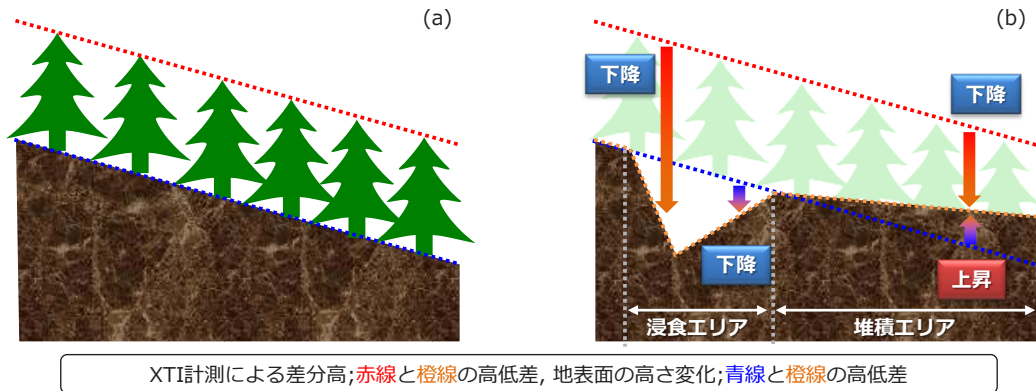 (a)
(b)
下降
下降
下降
上昇
浸食エリア
堆積エリア
XTI計測による差分高;赤線と橙線の高低差, 地表面の高さ変化;青線と橙線の高低差